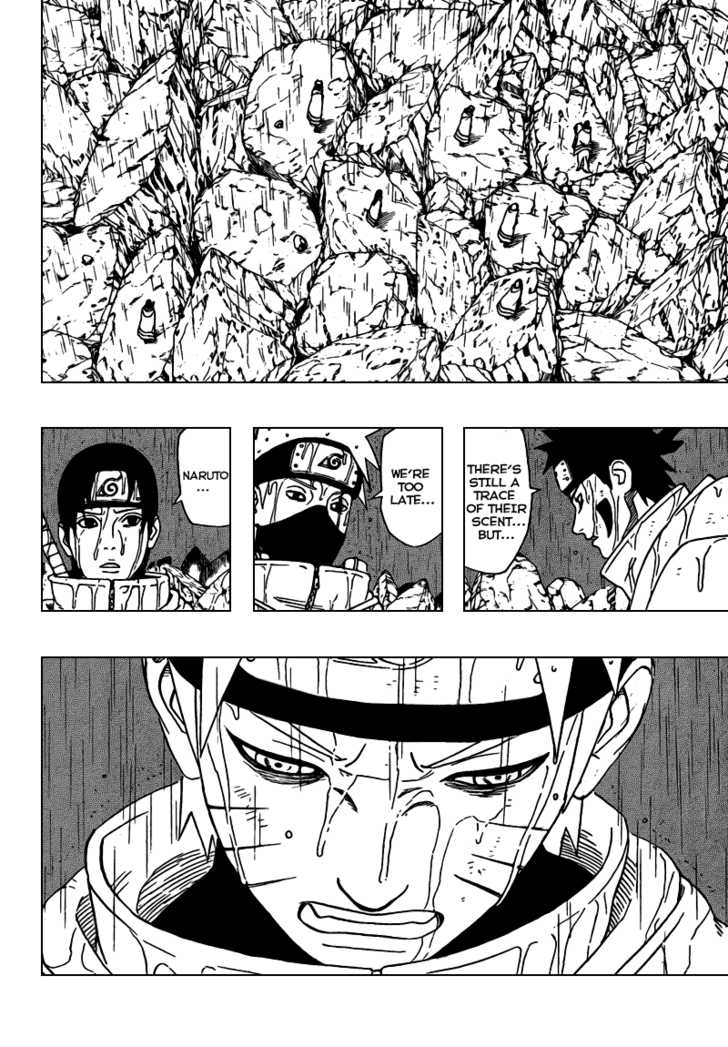 THERE'S
STILL A
TRACE
OF THEIR
SCENT...
BUT...
WE'RE
TOO
LATE...
NARUTO
...